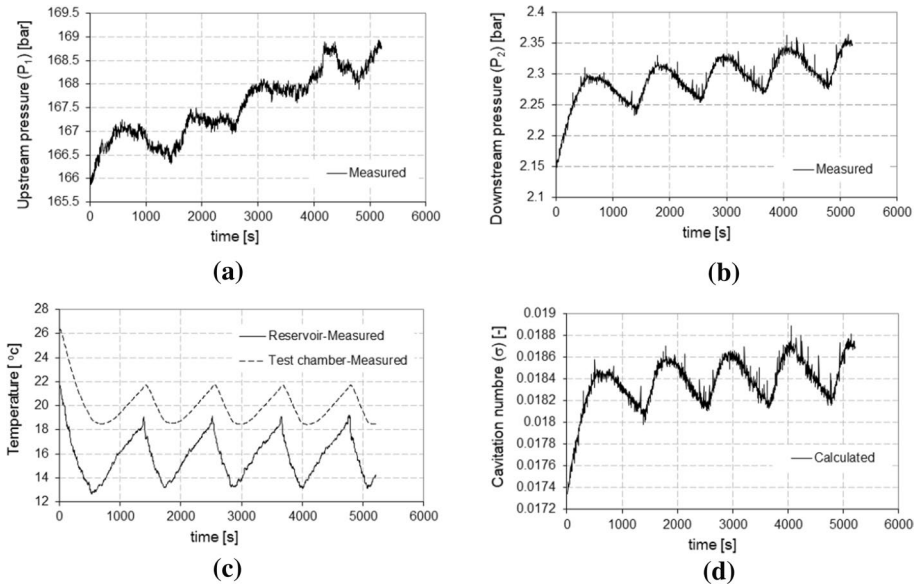 169.5
169
168.5
168
167.5
167
166.5
166
165.5
Upstream pressure (P1) [bar]
Measured
0 1000 2000 3000 4000 5000 6000
time [s]
(a)
2.4
2.35
2.3
2.25
2.2
2.15
2.1
Downstream pressure (P2) [bar]
Measured
0 1000 2000 3000 4000 5000 6000
time [s]
(b)
28
26
24
22
20
18
16
14
12
Temperature [ °c]
Reservoir-Measured
Test chamber-Measured
0 1000 2000 3000 4000 5000 6000
time [s]
(c)
0.019
0.0188
0.0186
0.0184
0.0182
0.018
0.0178
0.0176
0.0174
0.0172
Cavitation numbre (σ) [-]
Calculated
0 1000 2000 3000 4000 5000 6000
time [s]
(d)